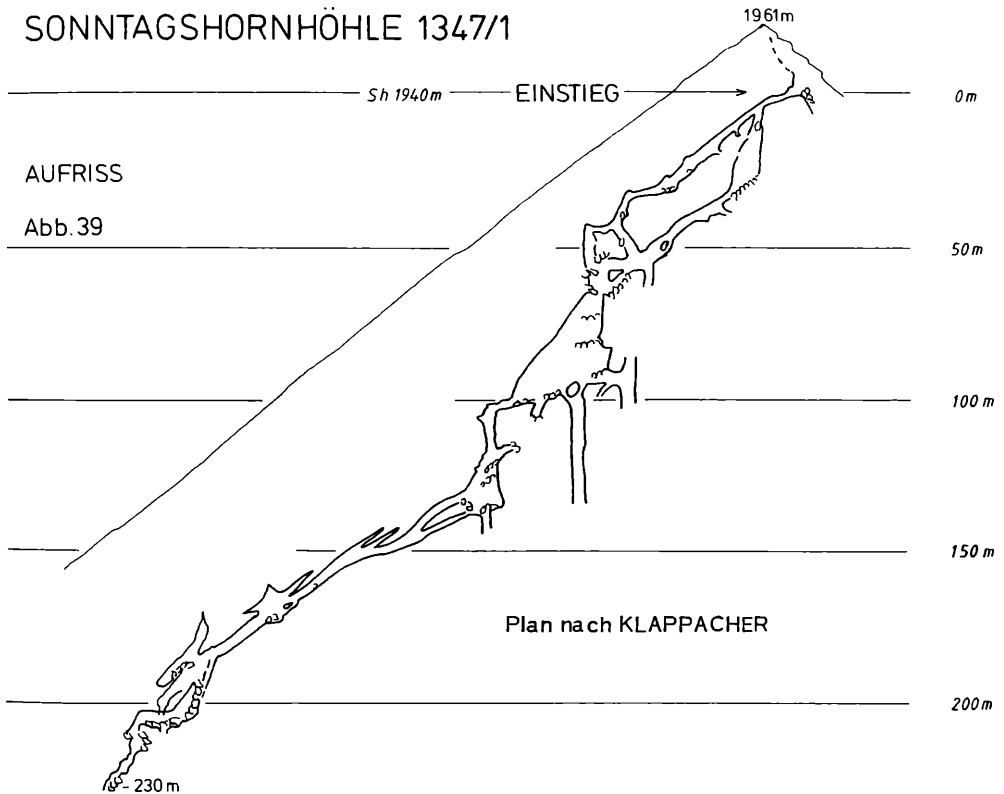 SONNTAGSHORNHÖHLE 1347/1
1961m
Sh 1940m EINSTIEG 0m
AUFRISS
Abb. 39
50m
100m
150m
Plan nach KLAPPACHER
200m
- 230m